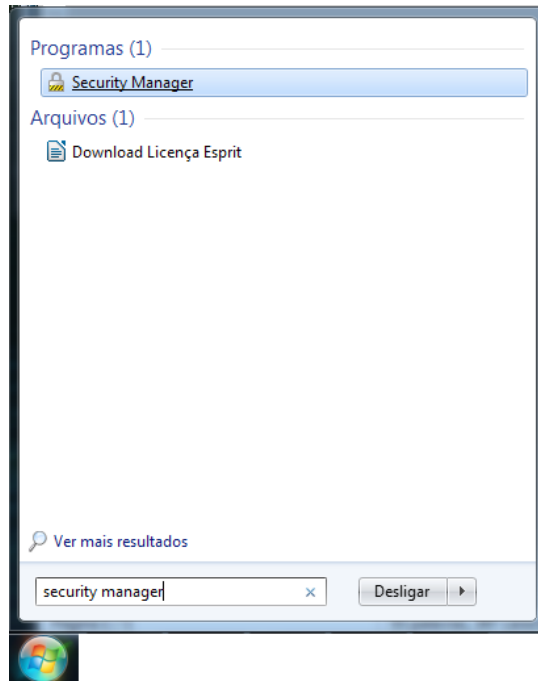 Programas (1)
Security Manager
Arquivos (1)
Download Licença Esprit
Ver mais resultados
security manager
Desligar